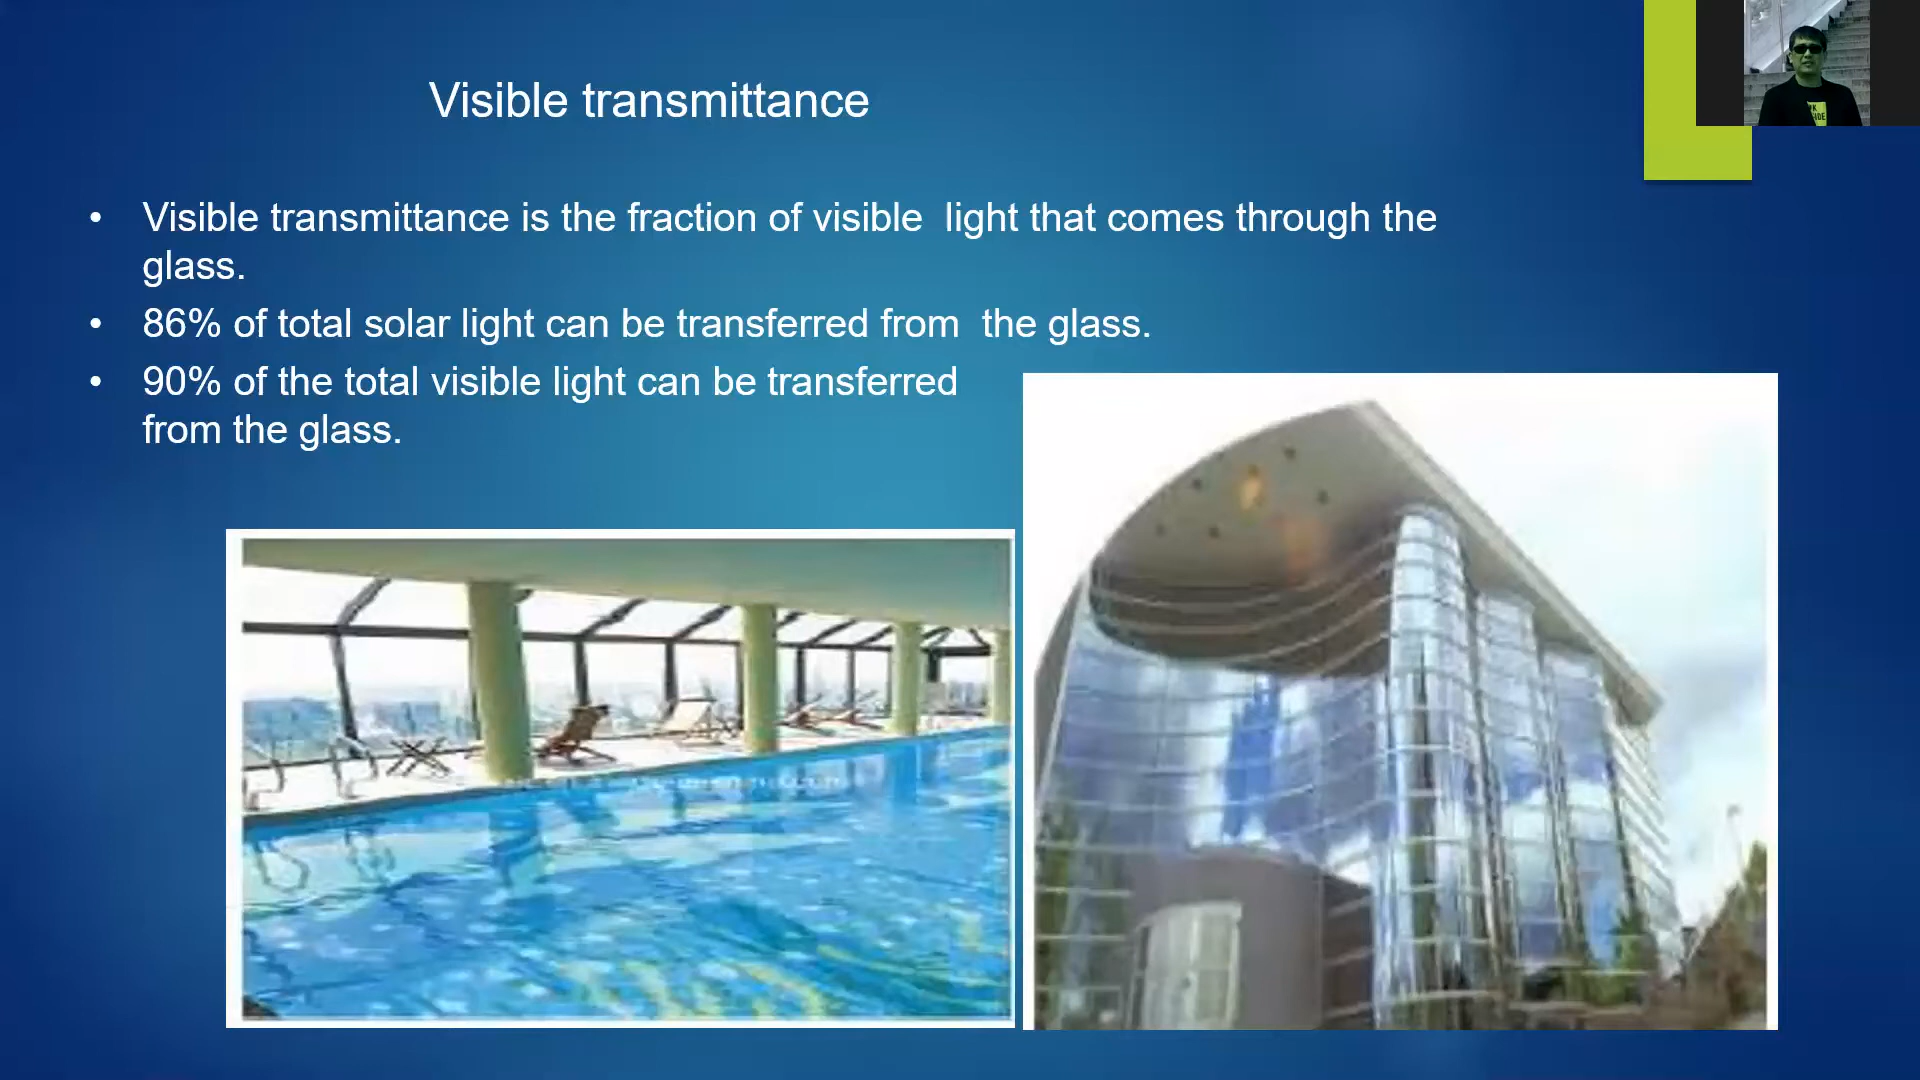 Visible transmittance
• Visible transmittance is the fraction of visible  light that comes through the
glass.
• 86% of total solar light can be transferred from  the glass.
• 90% of the total visible light can be transferred
from the glass.